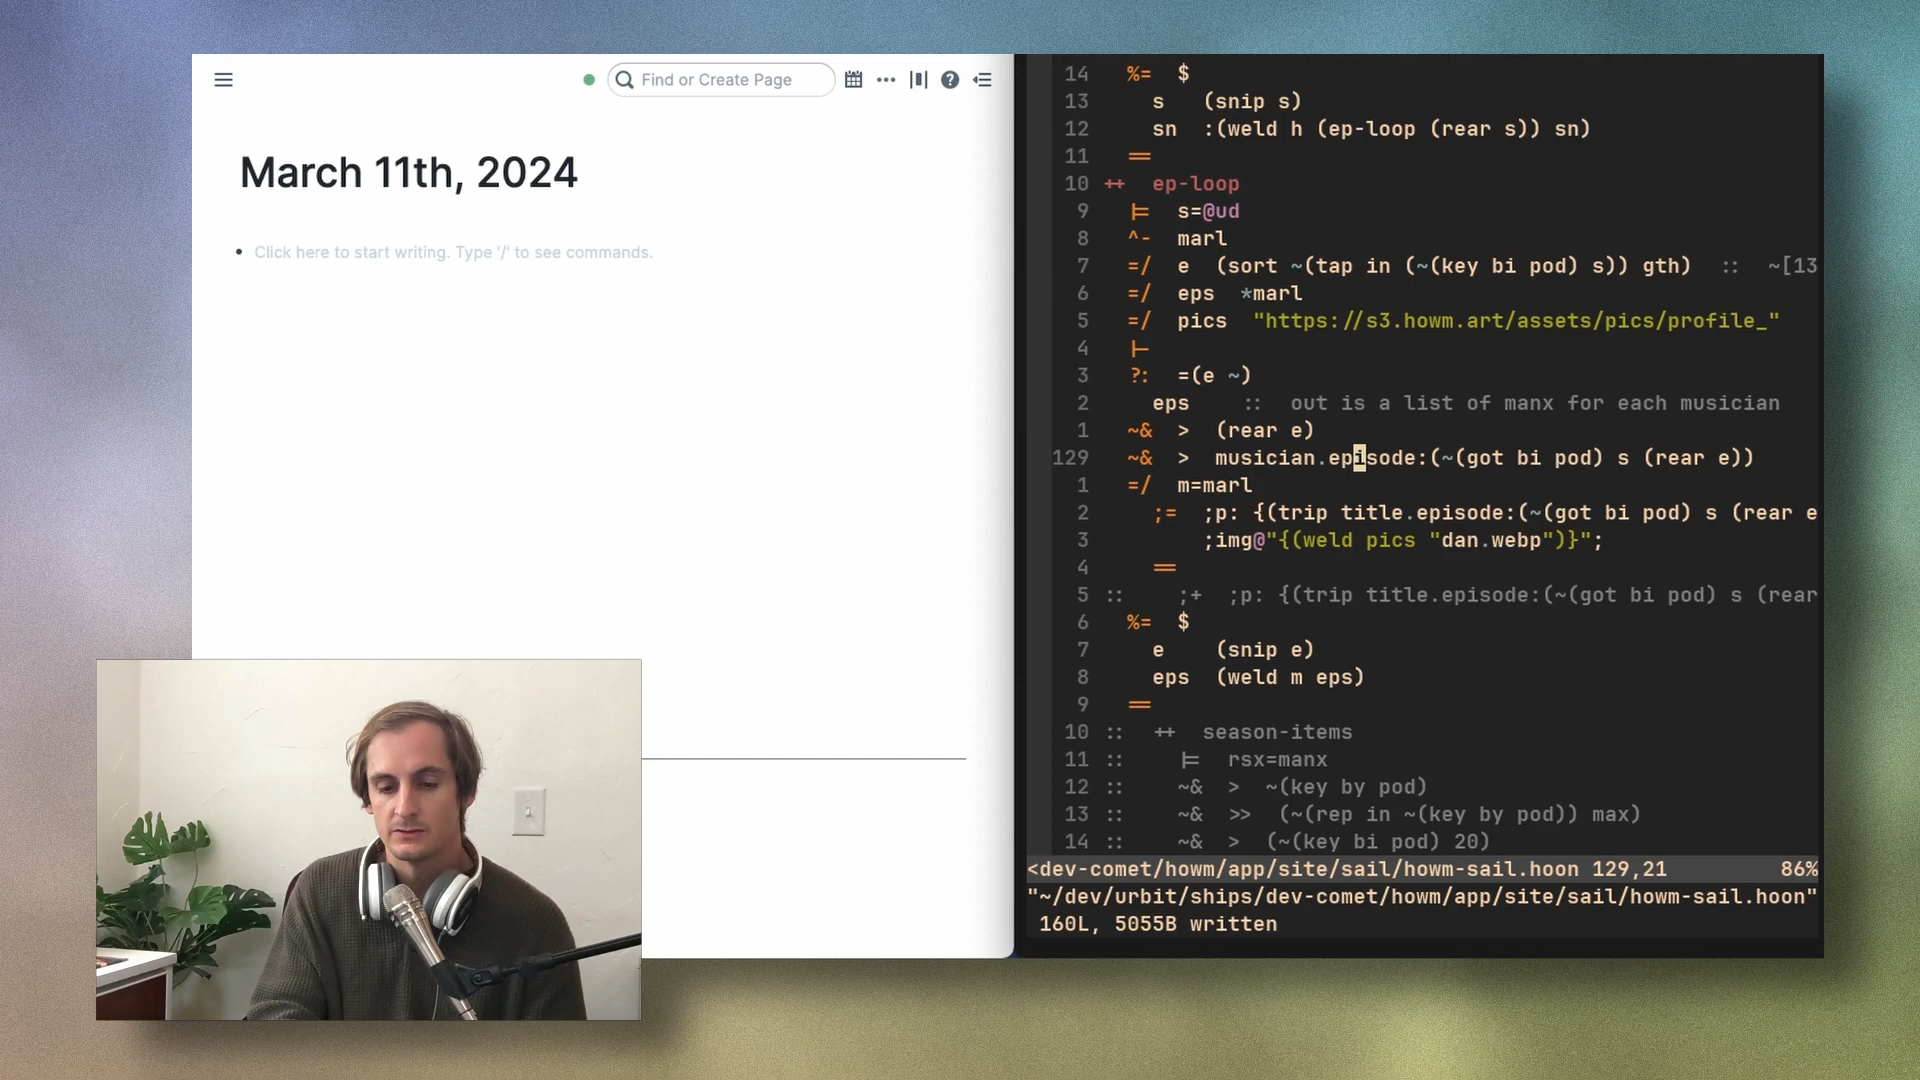 Find or Create Page
March 11th, 2024
Click here to start writing. Type '/' to see commands.
14 %= $
13 s (snip s)
12 sn :(weld h (ep-loop (rear s)) sn)
11 ==
10 ++ ep-loop
9 |= s=@ud
8 ^- marl
7 =/ e (sort ~(tap in (~(key bi pod) s)) gth) :: ~[13
6 =/ eps *marl
5 =/ pics "https://s3.howm.art/assets/pics/profile_"
4 |-
3 ?: =(e ~)
2 eps :: out is a list of manx for each musician
1 ~& > (rear e)
129 ~& > musician.episode:(~(got bi pod) s (rear e))
1 =/ m=marl
2 ;= ;p: {(trip title.episode:(~(got bi pod) s (rear e
3 ;img@"{(weld pics "dan.webp")}";
4 ==
5 :: ;+ ;p: {(trip title.episode:(~(got bi pod) s (rear
6 %= $
7 e (snip e)
8 eps (weld m eps)
9 ==
10 :: ++ season-items
11 :: |= rsx=manx
12 :: ~& > ~(key by pod)
13 :: ~& >> (~(rep in ~(key by pod)) max)
14 :: ~& > (~(key bi pod) 20)
<dev-comet/howm/app/site/sail/howm-sail.hoon 129,21 86%
"~/dev/urbit/ships/dev-comet/howm/app/site/sail/howm-sail.hoon"
160L, 5055B written